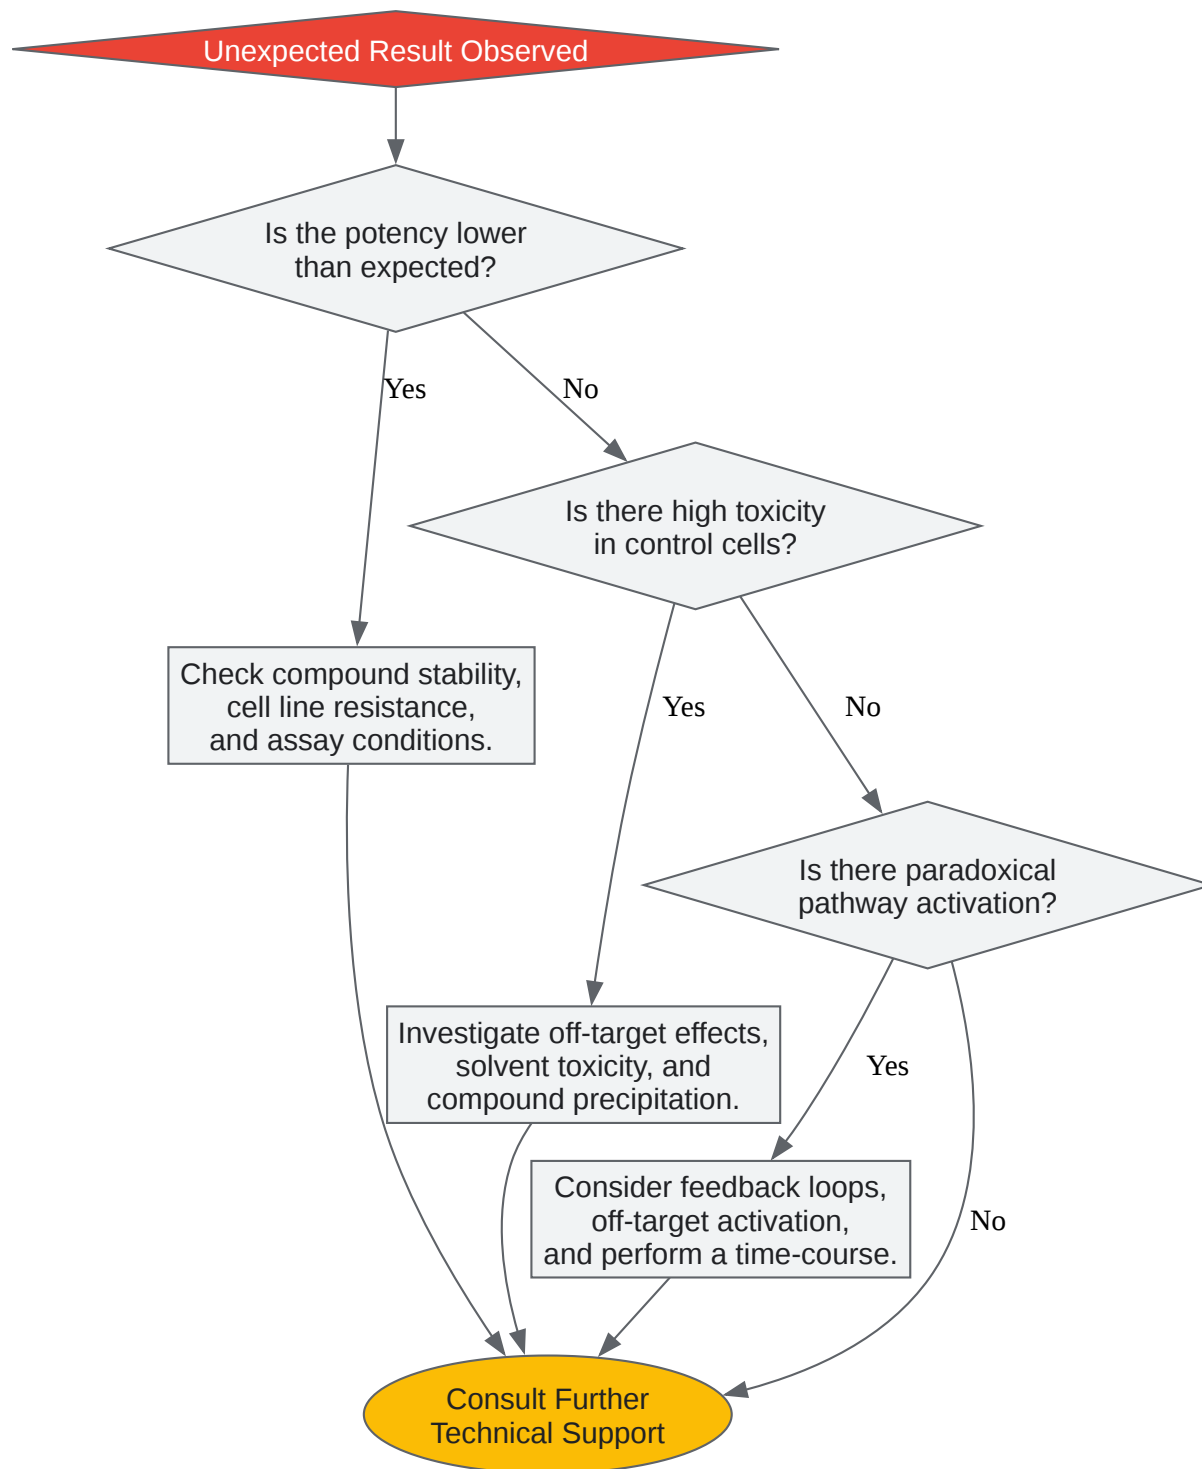 Unexpected Result Observed
Is the potency lower
than expected?
Yes
No
Is there high toxicity
in control cells?
Check compound stability,
cell line resistance,
and assay conditions.
Yes
No
Is there paradoxical
pathway activation?
Investigate off-target effects,
solvent toxicity, and
compound precipitation.
Yes
Consider feedback loops,
off-target activation,
and perform a time-course.
No
Consult Further
Technical Support